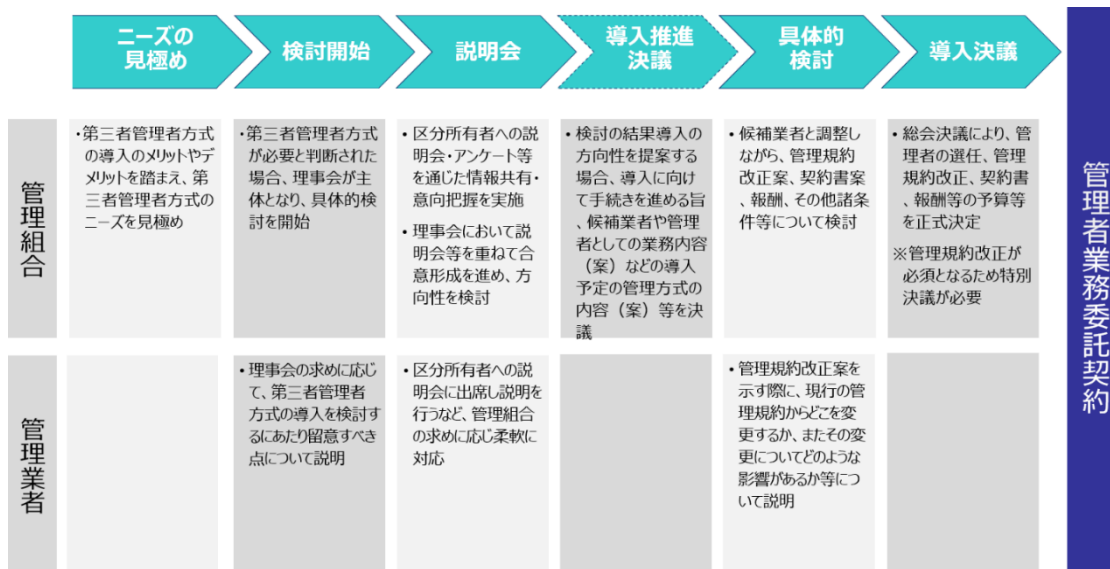 ニーズの
見極め
検討開始
説明会
導入推進
決議
具体的
検討
導入決議
管理組合
・第三者管理者方式
の導入のメリットやデ
メリットを踏まえ、第
三者管理者方式の
ニーズを見極め
・第三者管理者方式
が必要と判断された
場合、理事会が主
体となり、具体的検
討を開始
・区分所有者への説
明会・アンケート等
を通じた情報共有・
意向把握を実施
・理事会において説
明会等を重ねて合
意形成を進め、方
向性を検討
・検討の結果導入の
方向性を提案する
場合、導入に向け
て手続きを進める旨
、候補業者や管理
者としての業務内容
（案）などの導入
予定の管理方式の
内容（案）等を決
議
・候補業者と調整し
ながら、管理規約
改正案、契約書案
、報酬、その他諸条
件等について検討
・総会決議により、管
理者の選任、管理
規約改正、契約書
、報酬等の予算等
を正式決定
※管理規約改正が
必須となるため特別
決議が必要
管理業者
・理事会の求めに応じ
て、第三者管理者
方式の導入を検討す
るにあたり留意すべき
点について説明
・区分所有者への説
明会に出席し説明を
行うなど、管理組合
の求めに応じ柔軟に
対応
・管理規約改正案を
示す際に、現行の管
理規約からどこを変
更するか、またその変
更についてどのような
影響があるか等につ
いて説明
管理者業務委託契約